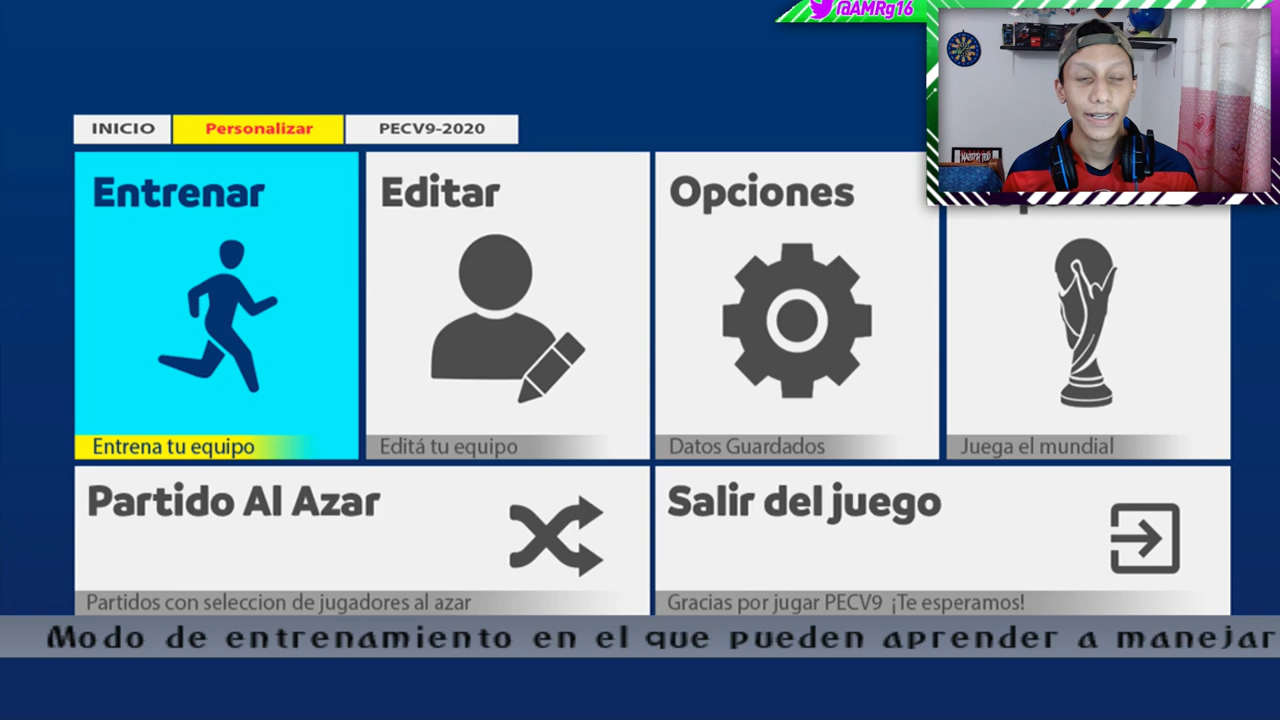 @AMRg16
INICIO
Personalizar
PECV9-2020
Entrenar
Editar
Opciones
Entrena tu equipo
Editá tu equipo
Datos Guardados
Juega el mundial
Partido Al Azar
Salir del juego
Partidos con seleccion de jugadores al azar
Gracias por jugar PECV9 ¡Te esperamos!
Modo de entrenamiento en el que pueden aprender a manejar